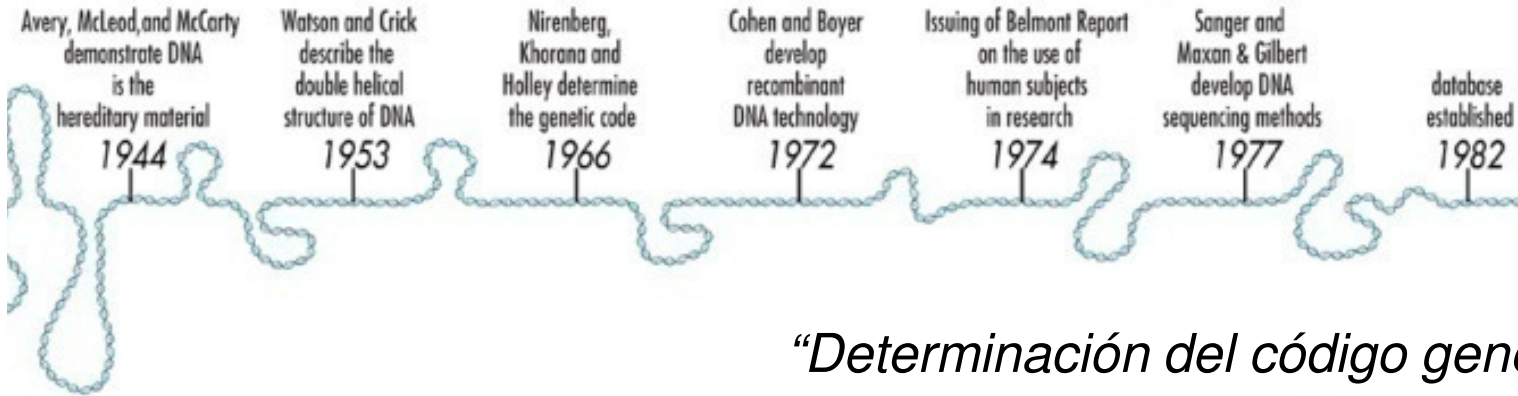 Avery, McLeod,and McCarty
demonstrate DNA
is the
hereditary material
1944
Watson and Crick
describe the
double helical
structure of DNA
1953
Nirenberg,
Khorana and
Holley determine
the genetic code
1966
Cohen and Boyer
develop
recombinant
DNA technology
1972
Issuing of Belmont Report
on the use of
human subjects
in research
1974
Sanger and
Maxan & Gilbert
develop DNA
sequencing methods
1977
database
established
1982
“Determinación del código